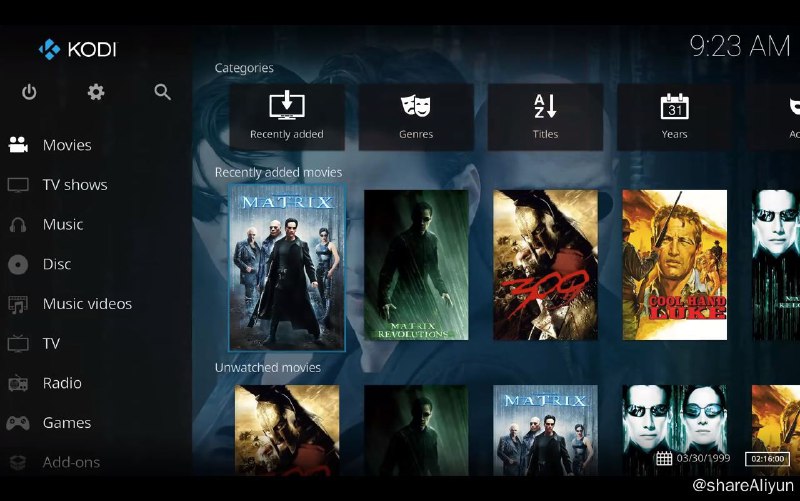 KODI
9:23 AM
Categories
Recently added
Genres
A Z
Titles
31
Years
Ac
Movies
TV shows
Music
Disc
Music videos
TV
Radio
Games
Add-ons
Recently added movies
MATRIX
MATRIX
REVOLUTIONS
300
COOL HAND
LUKE
Unwatched movies
MATRIX
03/30/1999
02:16:00
@shareAliyun